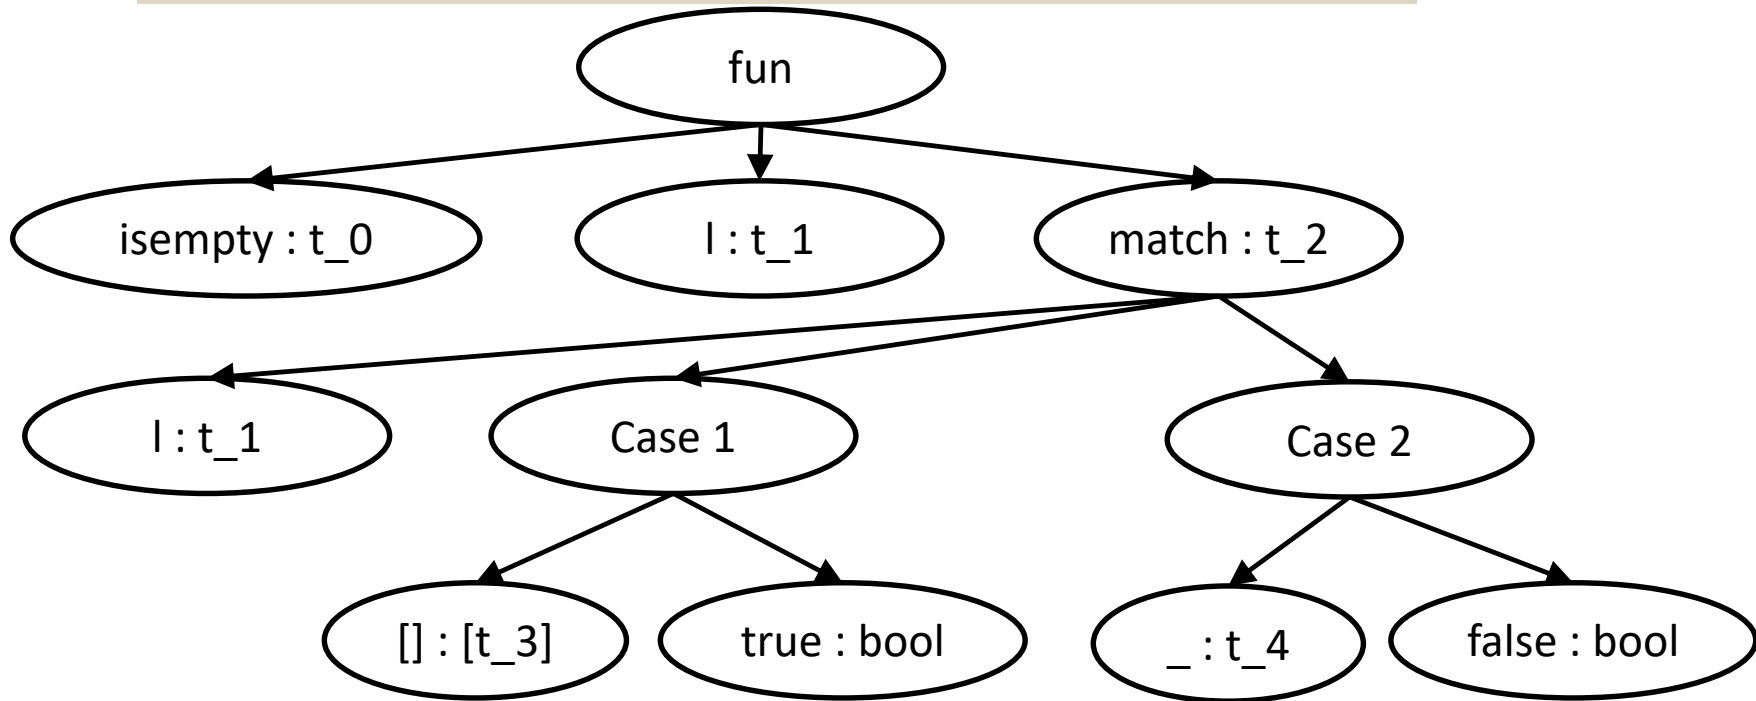 fun
isempty : t_0
l : t_1
match : t_2
l : t_1
Case 1
Case 2
[] : [t_3]
true : bool
_ : t_4
false : bool